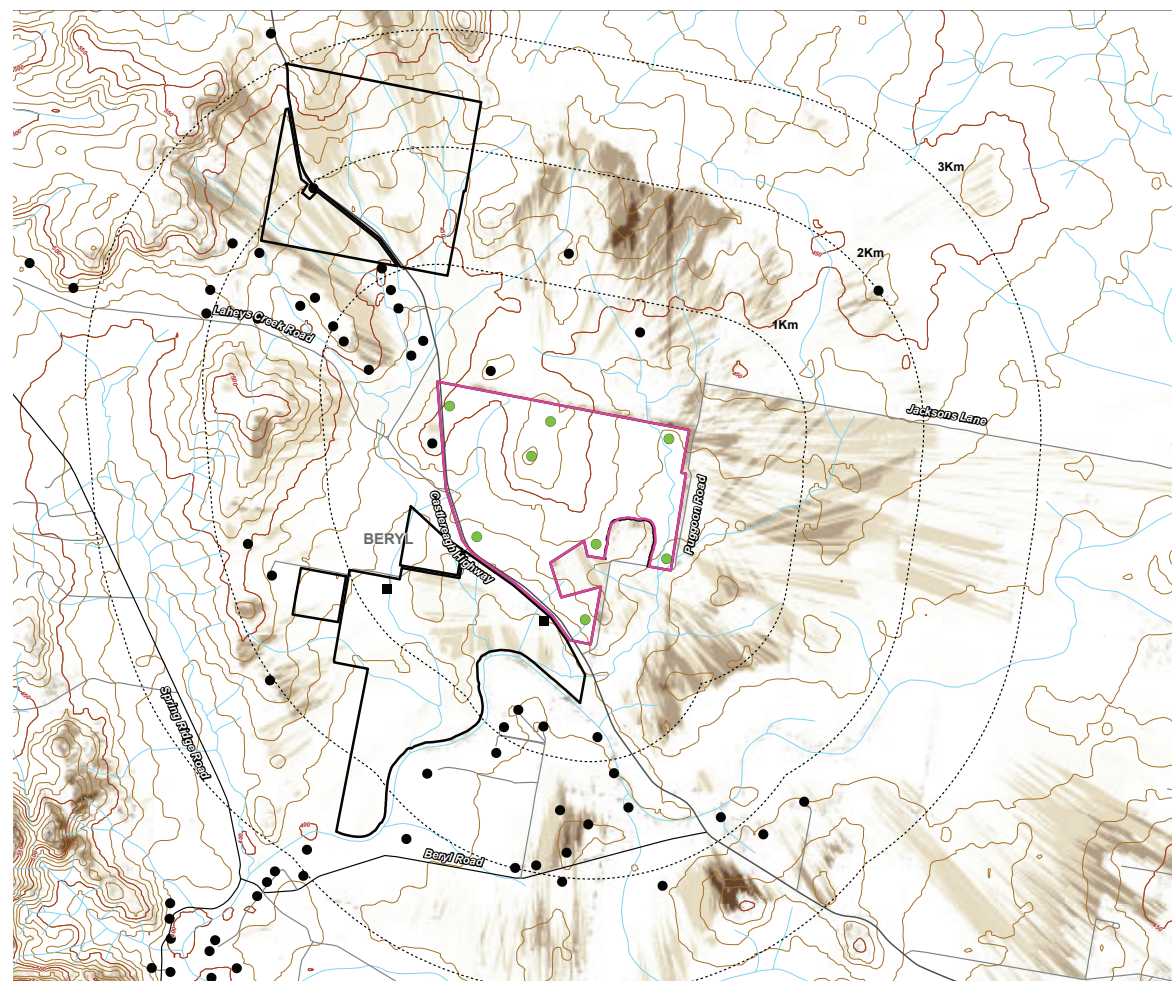 3Km
2Km
1Km
Laheys Creek Road
Jacksons Lane
Castlereagh Highway
Puggoon Road
BERYL
Spring Ridge Road
Beryl Road